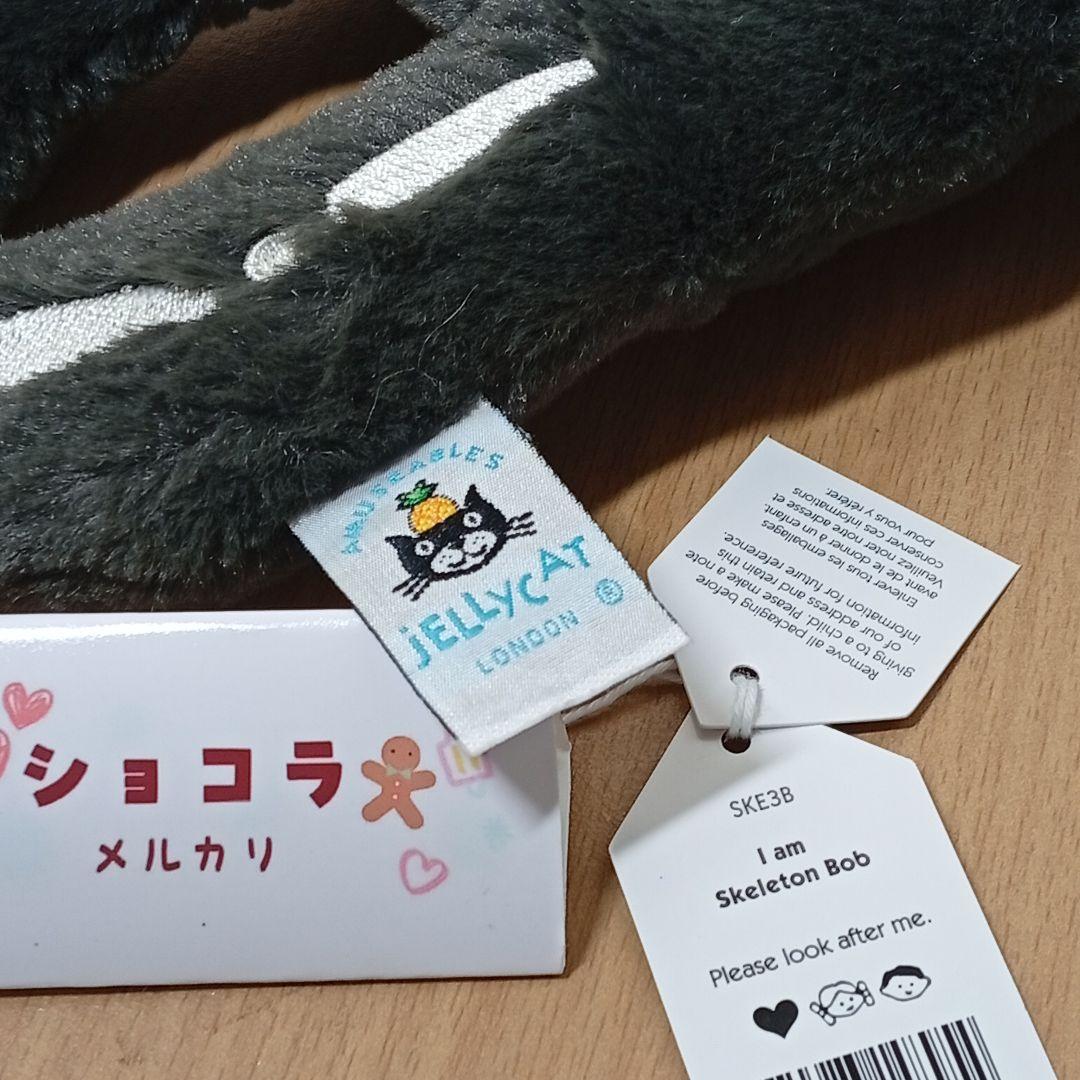 AMUSEABLES
JELLYCAT
®
LONDON
ショコラ
メルカリ
Remove all packaging before
giving to a child. Please make a note
of our address and retain this
information for future reference.
Enlever tous les emballages
avant de le donner à un enfant.
Veuillez noter notre adresse et
conserver ces informations
pour vous y référer.
SKE3B
I am
Skeleton Bob
Please look after me.